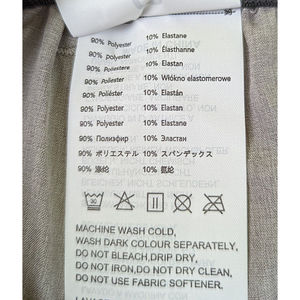 90% Polyester 10% Elastane
90% Polyester 10% Élasthanne
90% Poliestere 10% Elastan
90% Poliester 10% Włókno elastomerowe
90% Poliéster 10% Elastán
90% Polyester 10% Elastan
90% Polyester 10% Elastan
90% Полиэфир 10% Эластан
90% ポリエステル 10% スパンデックス
90% 涤纶 10% 氨纶
30
MACHINE WASH COLD,
WASH DARK COLOUR SEPARATELY,
DO NOT BLEACH,DRIP DRY,
DO NOT IRON,DO NOT DRY CLEAN,
DO NOT USE FABRIC SOFTENER.